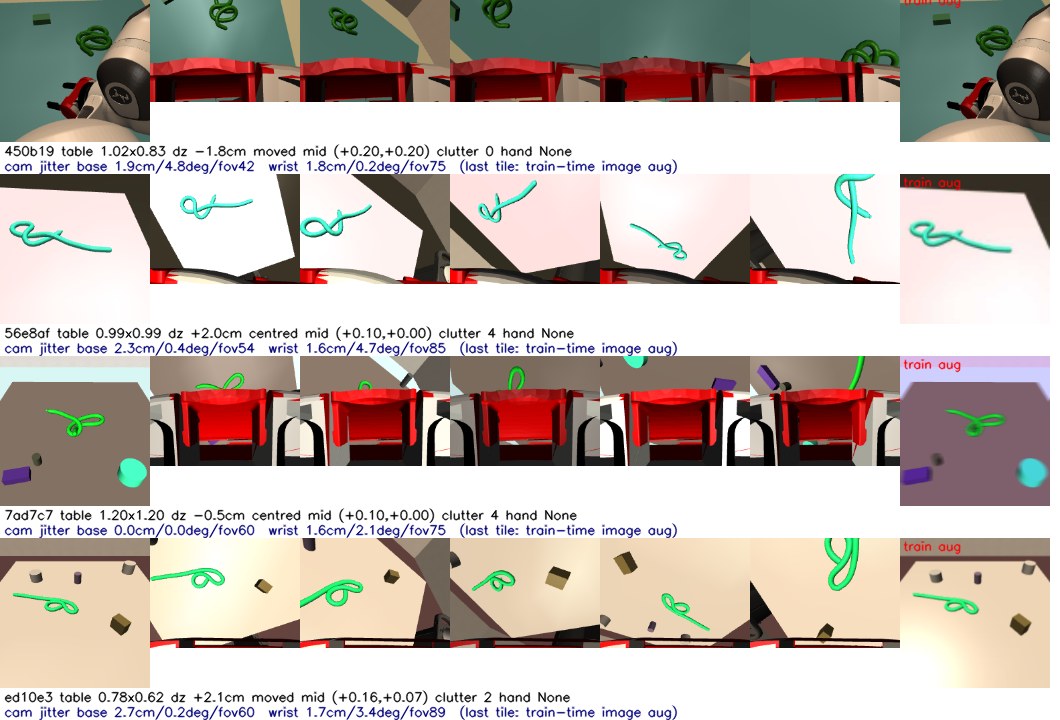 train aug
450b19 table 1.02x0.83 dz −1.8cm moved mid (+0.20,+0.20) clutter 0 hand None
cam jitter base 1.9cm/4.8deg/fov42 wrist 1.8cm/0.2deg/fov75 (last tile: train-time image aug)
train aug
56e8af table 0.99x0.99 dz +2.0cm centred mid (+0.10,+0.00) clutter 4 hand None
cam jitter base 2.3cm/0.4deg/fov54 wrist 1.6cm/4.7deg/fov85 (last tile: train-time image aug)
train aug
7ad7c7 table 1.20x1.20 dz −0.5cm centred mid (+0.10,+0.00) clutter 4 hand None
cam jitter base 0.0cm/0.0deg/fov60 wrist 1.6cm/2.1deg/fov75 (last tile: train-time image aug)
train aug
ed10e3 table 0.78x0.62 dz +2.1cm moved mid (+0.16,+0.07) clutter 2 hand None
cam jitter base 2.7cm/0.2deg/fov60 wrist 1.7cm/3.4deg/fov89 (last tile: train-time image aug)